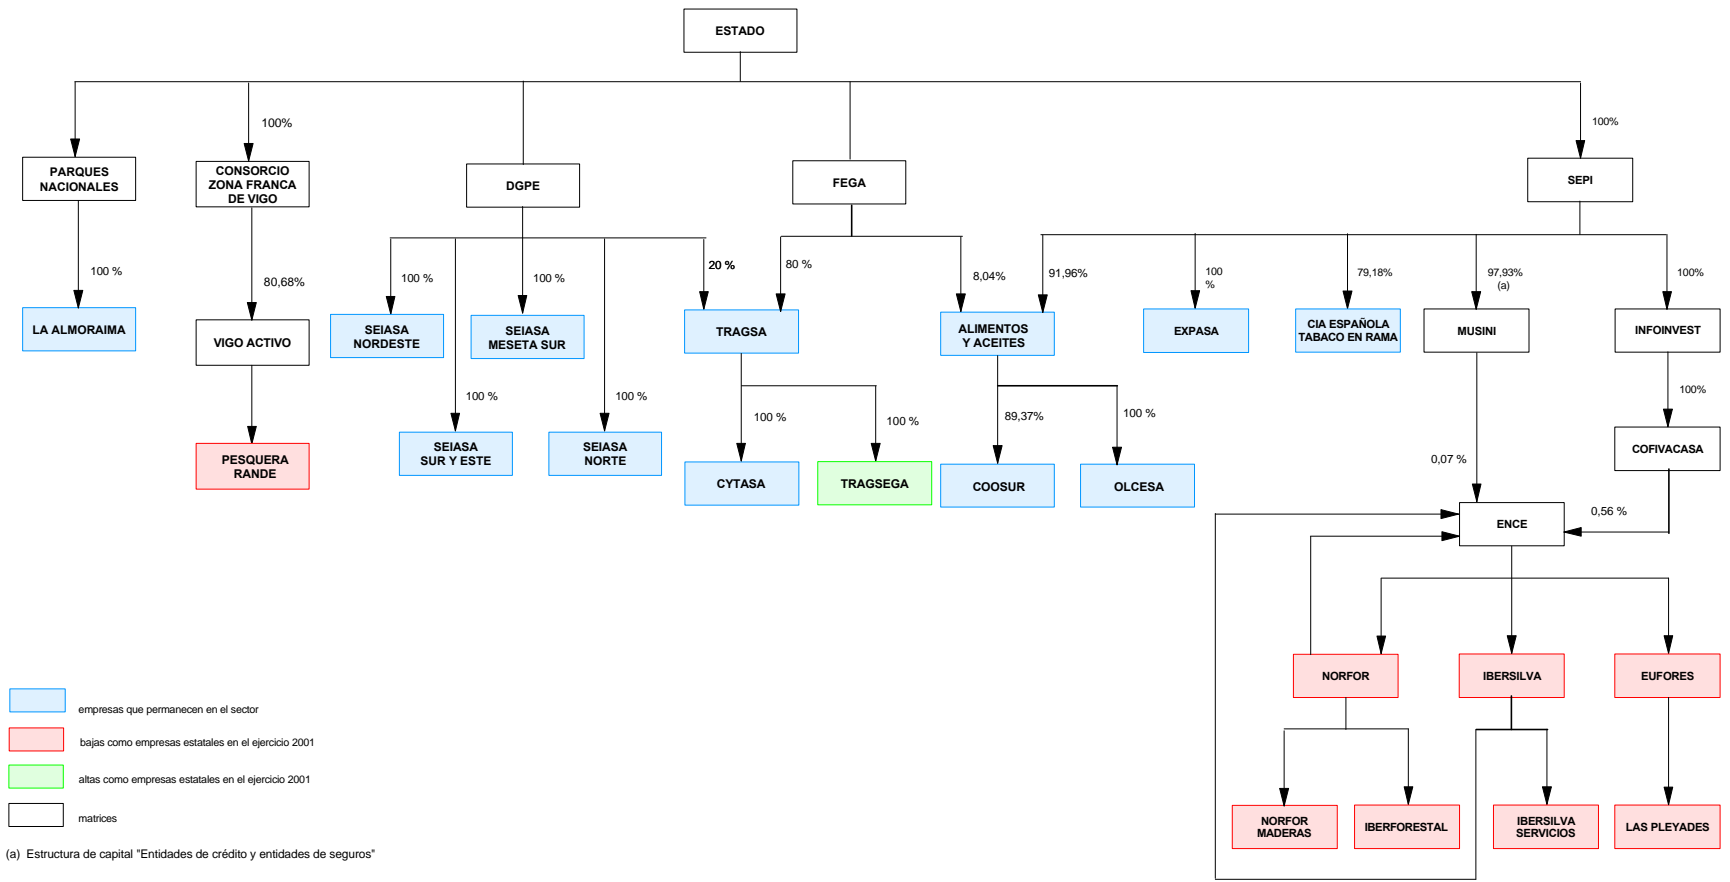 ESTADO
100%
100%
PARQUES
NACIONALES
CONSORCIO
ZONA FRANCA
DE VIGO
DGPE
FEGA
SEPI
100 %
80,68%
100 %
100 %
20 %
80 %
8,04%
91,96%
100
%
79,18%
97,93%
(a)
100%
LA ALMORAIMA
VIGO ACTIVO
SEIASA
NORDESTE
SEIASA
MESETA SUR
TRAGSA
ALIMENTOS
Y ACEITES
EXPASA
CIA ESPAÑOLA
TABACO EN RAMA
MUSINI
INFOINVEST
100 %
100 %
100 %
100 %
89,37%
100 %
100%
PESQUERA
RANDE
SEIASA
SUR Y ESTE
SEIASA
NORTE
CYTASA
TRAGSEGA
COOSUR
OLCESA
0,07 %
COFIVACASA
0,56 %
ENCE
NORFOR
IBERSILVA
EUFORES
NORFOR
MADERAS
IBERFORESTAL
IBERSILVA
SERVICIOS
LAS PLEYADES
empresas que permanecen en el sector
bajas como empresas estatales en el ejercicio 2001
altas como empresas estatales en el ejercicio 2001
matrices
(a) Estructura de capital "Entidades de crédito y entidades de seguros"